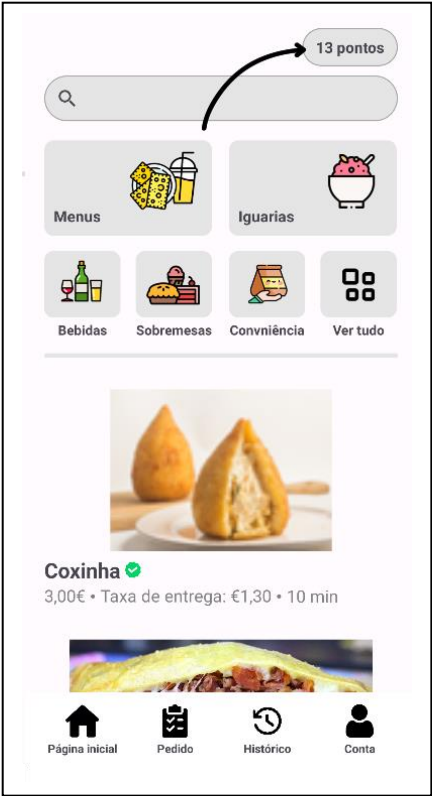 13 pontos
Menus
Iguarias
Bebidas Sobremesas Convniência Ver tudo
Coxinha
3,00€ • Taxa de entrega: €1,30 • 10 min
Página inicial Pedido Histórico Conta